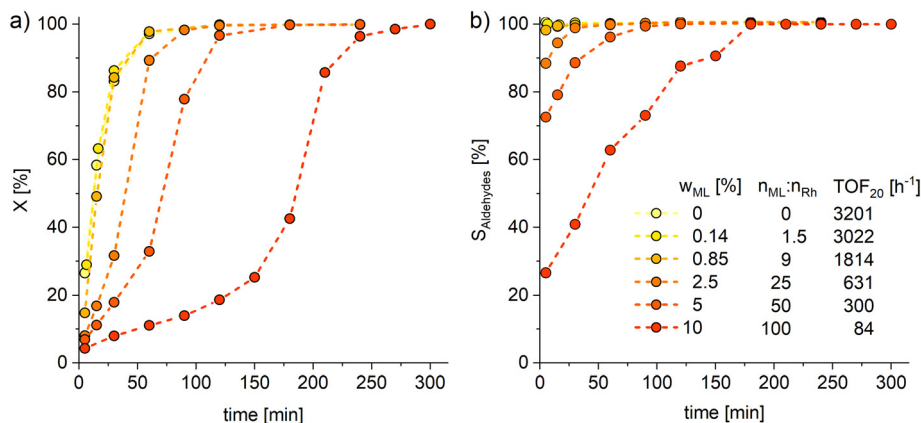 a)
X [%]
100
80
60
40
20
0
0 50 100 150 200 250 300
time [min]
b)
S_Aldehydes [%]
100
80
60
40
20
0
w_ML [%] n_ML:n_Rh TOF_20 [h^-1]
0 0 3201
0.14 1.5 3022
0.85 9 1814
2.5 25 631
5 50 300
10 100 84
0 50 100 150 200 250 300
time [min]